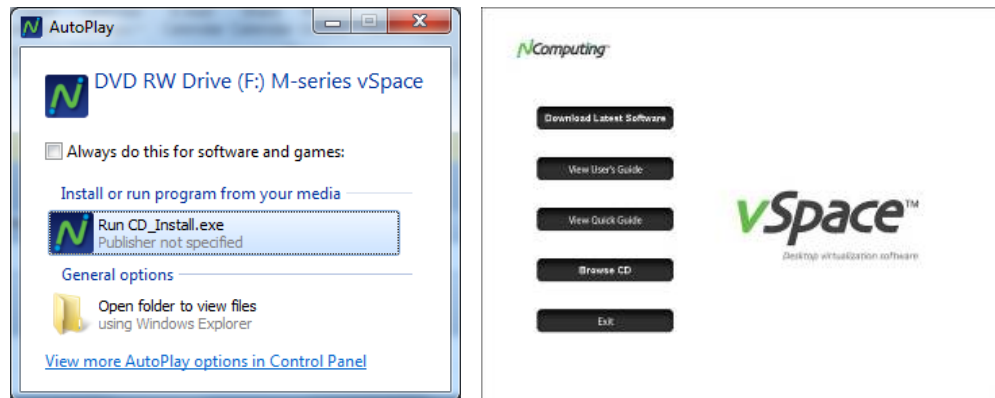 AutoPlay
DVD RW Drive (F:) M-series vSpace
Always do this for software and games:
Install or run program from your media
Run CD_Install.exe
Publisher not specified
General options
Open folder to view files
using Windows Explorer
View more AutoPlay options in Control Panel
NComputing
Download Latest Software
View User's Guide
View Quick Guide
Browse CD
Exit
vSpace™
Desktop virtualization software